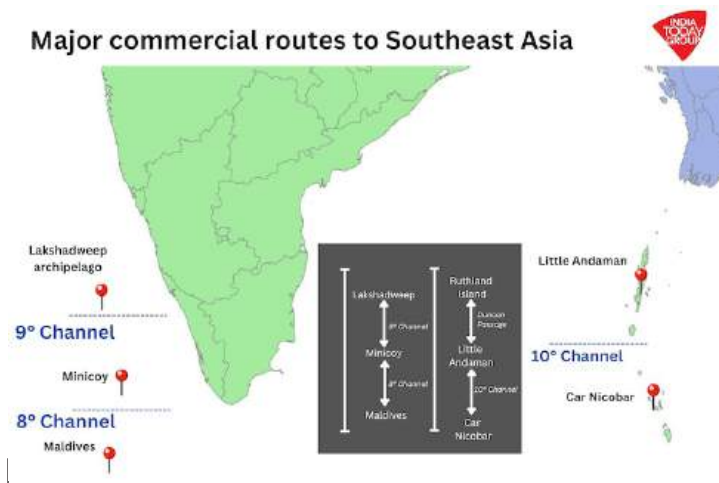 Major commercial routes to Southeast Asia
INDIA
TODAY
GROUP
Lakshadweep
archipelago
9° Channel
Minicoy
8° Channel
Maldives
Lakshadweep
9° Channel
Minicoy
8° Channel
Maldives
Ruthland
Island
Duncan
Passage
Little
Andaman
10° Channel
Car
Nicobar
Little Andaman
10° Channel
Car Nicobar